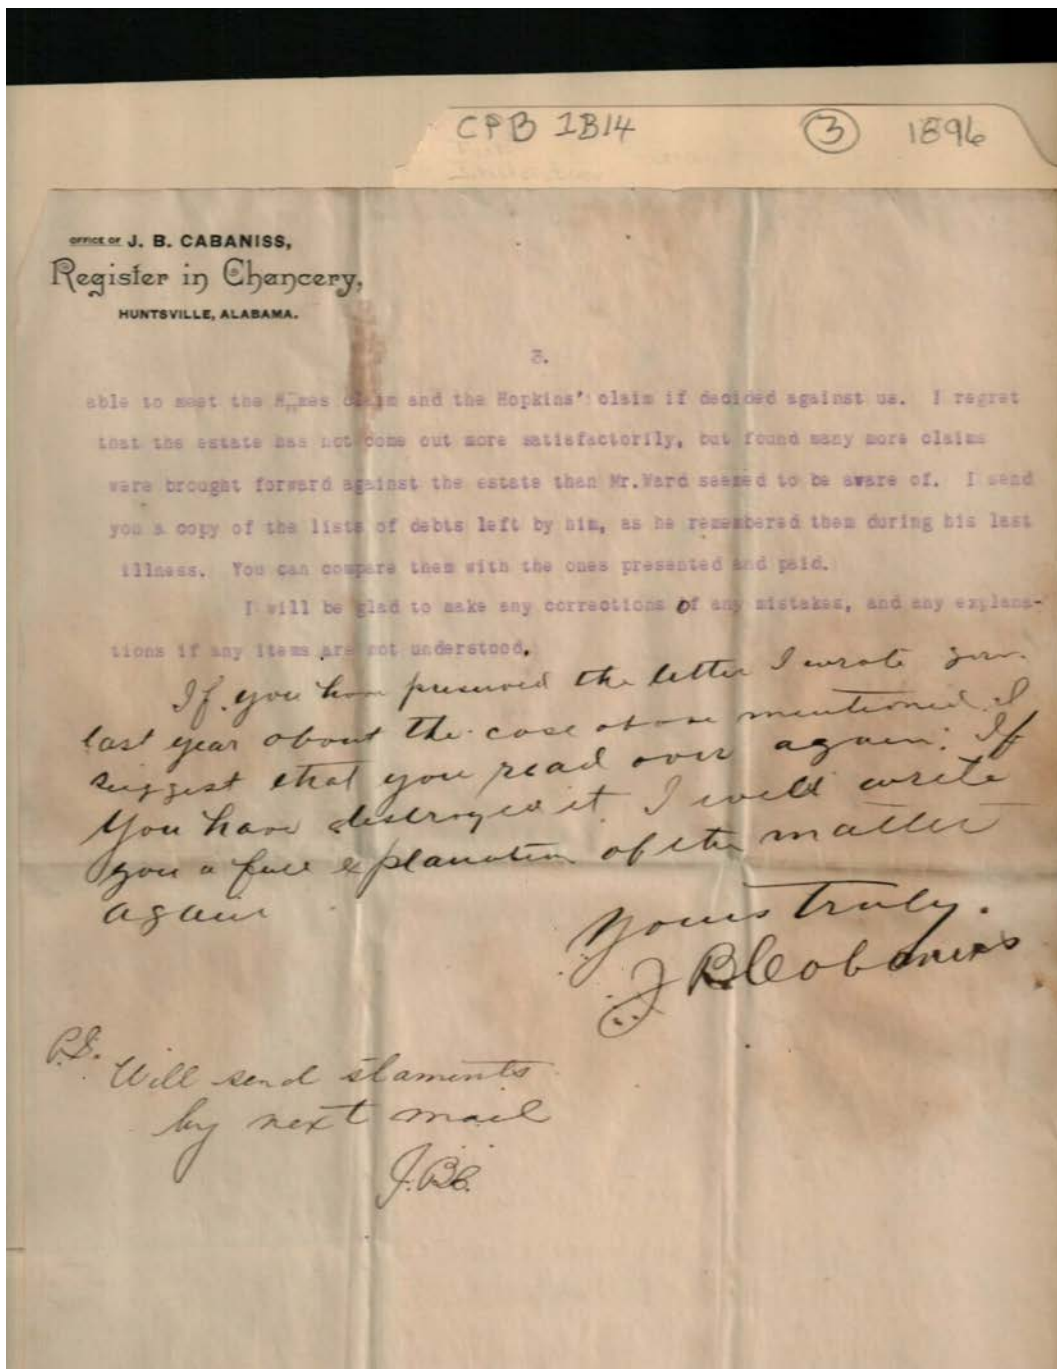 CPB 1B14 3 1896
OFFICE OF J. B. CABANISS,
Register in Chancery,
HUNTSVILLE, ALABAMA.
3.
able to meet the claim and the Hopkins' claim if decided against us. I regret
that the estate has not come out more satisfactorily, but found many more claims
were brought forward against the estate than Mr.Ward seemed to be aware of. I send
you a copy of the lists of debts left by him, as he remembered them during his last
illness. You can compare them with the ones presented and paid.
I will be glad to make any corrections of any mistakes, and any explana-
tions if any items are not understood.
If you have preserved the letter I wrote you
last year about the case above mentioned I
suggest that you read over again. If
You have destroyed it I will write
you a full explanation of the matter
again
Yours truly.
J B Cabaniss
P.S. Will send staments
by next mail
J.B.C.